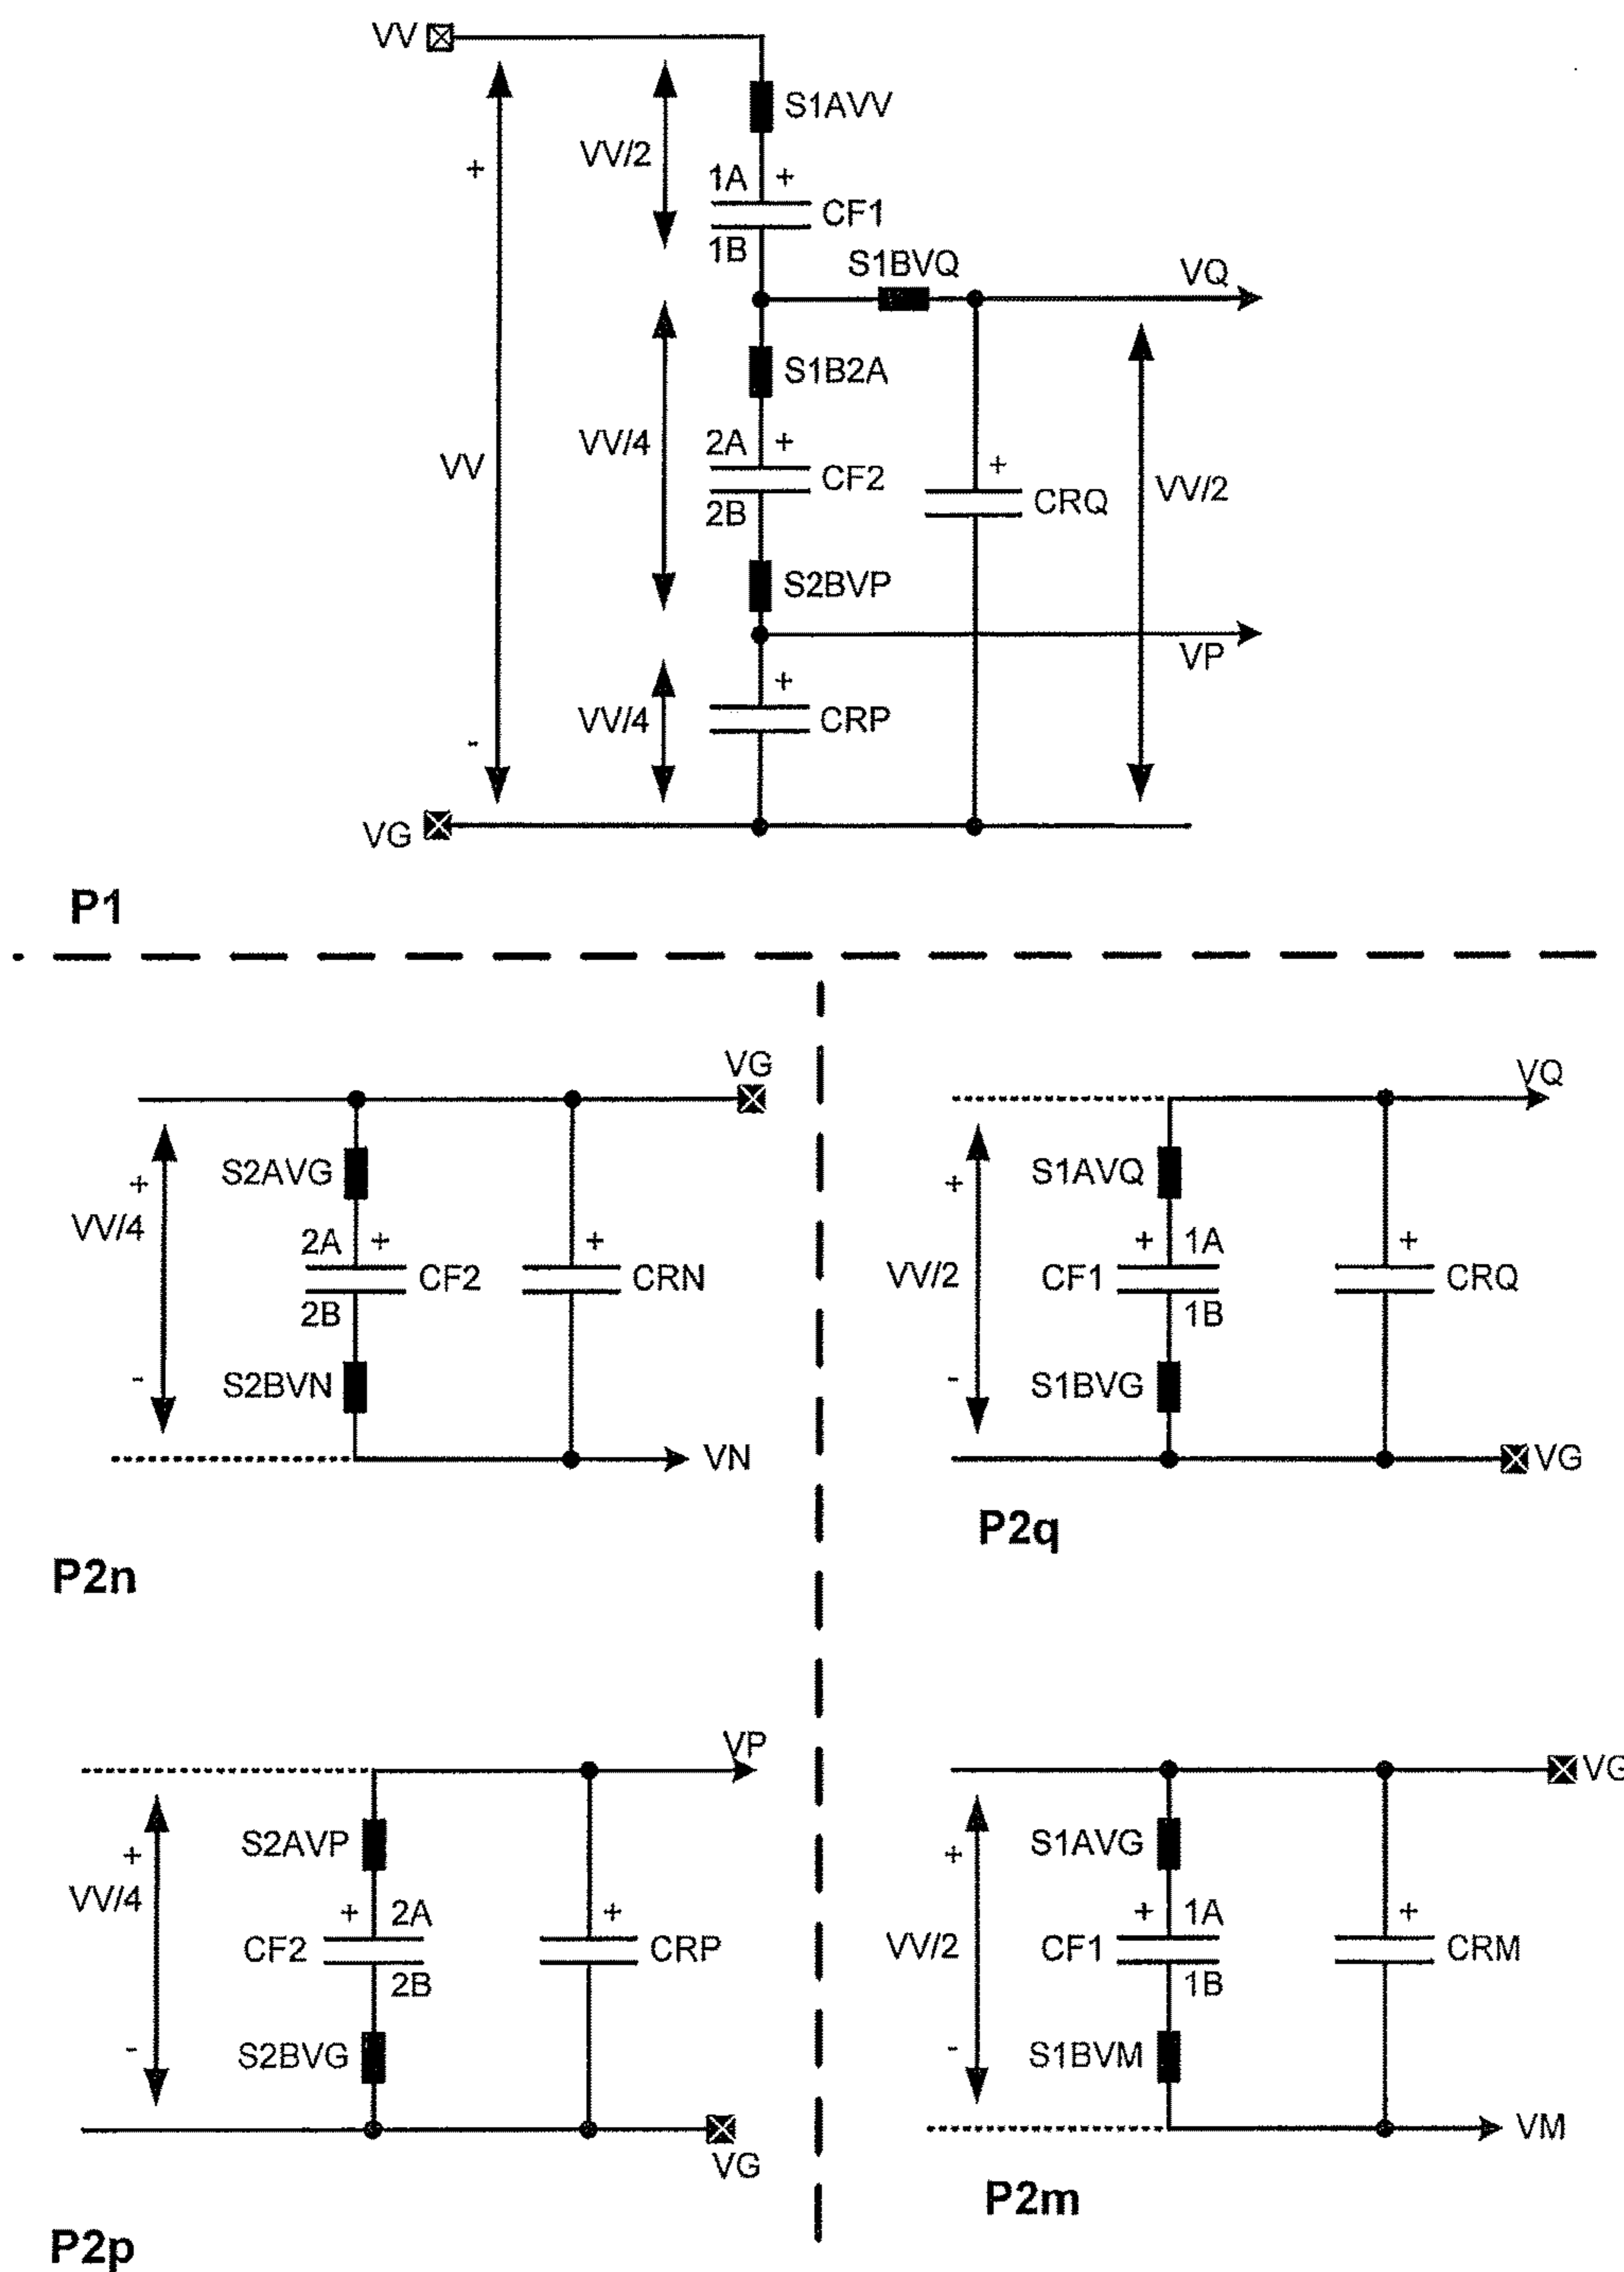 VV
S1AVV
VV/2
+
1A +
CF1
1B
S1BVQ
VQ
S1B2A
VV/4
2A +
VV
CF2
+
VV/2
2B
CRQ
S2BVP
VP
+
VV/4
CRP
-
VG
P1
VG
S2AVG
+
VV/4
2A +
+
CF2
CRN
2B
-
S2BVN
VN
P2n
VQ
S1AVQ
+
+ 1A
+
VV/2
CF1
CRQ
1B
-
S1BVG
VG
P2q
VP
S2AVP
+
VV/4
+ 2A
+
CF2
CRP
2B
-
S2BVG
VG
P2p
VG
S1AVG
+
+ 1A
+
VV/2
CF1
CRM
1B
-
S1BVM
VM
P2m